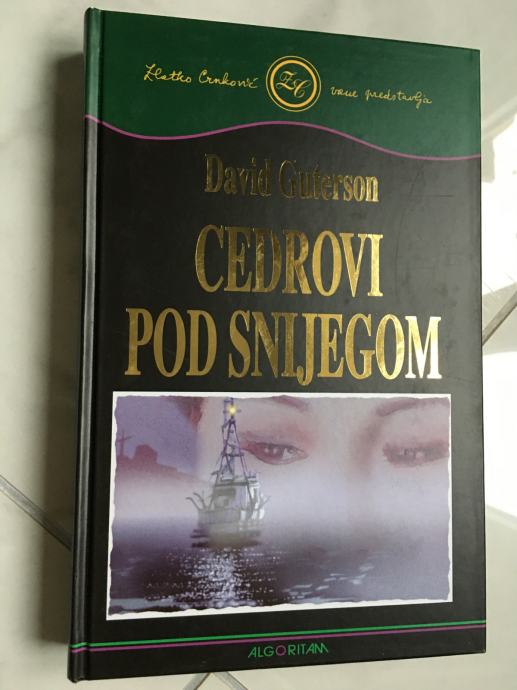 Zlatko Crnković ZC vam predstavlja
David Guterson
CEDROVI
POD SNIJEGOM
ALGORITAM